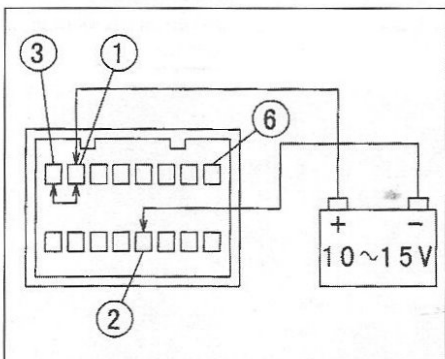 ③ ①
⑥
+ −
10~15V
②